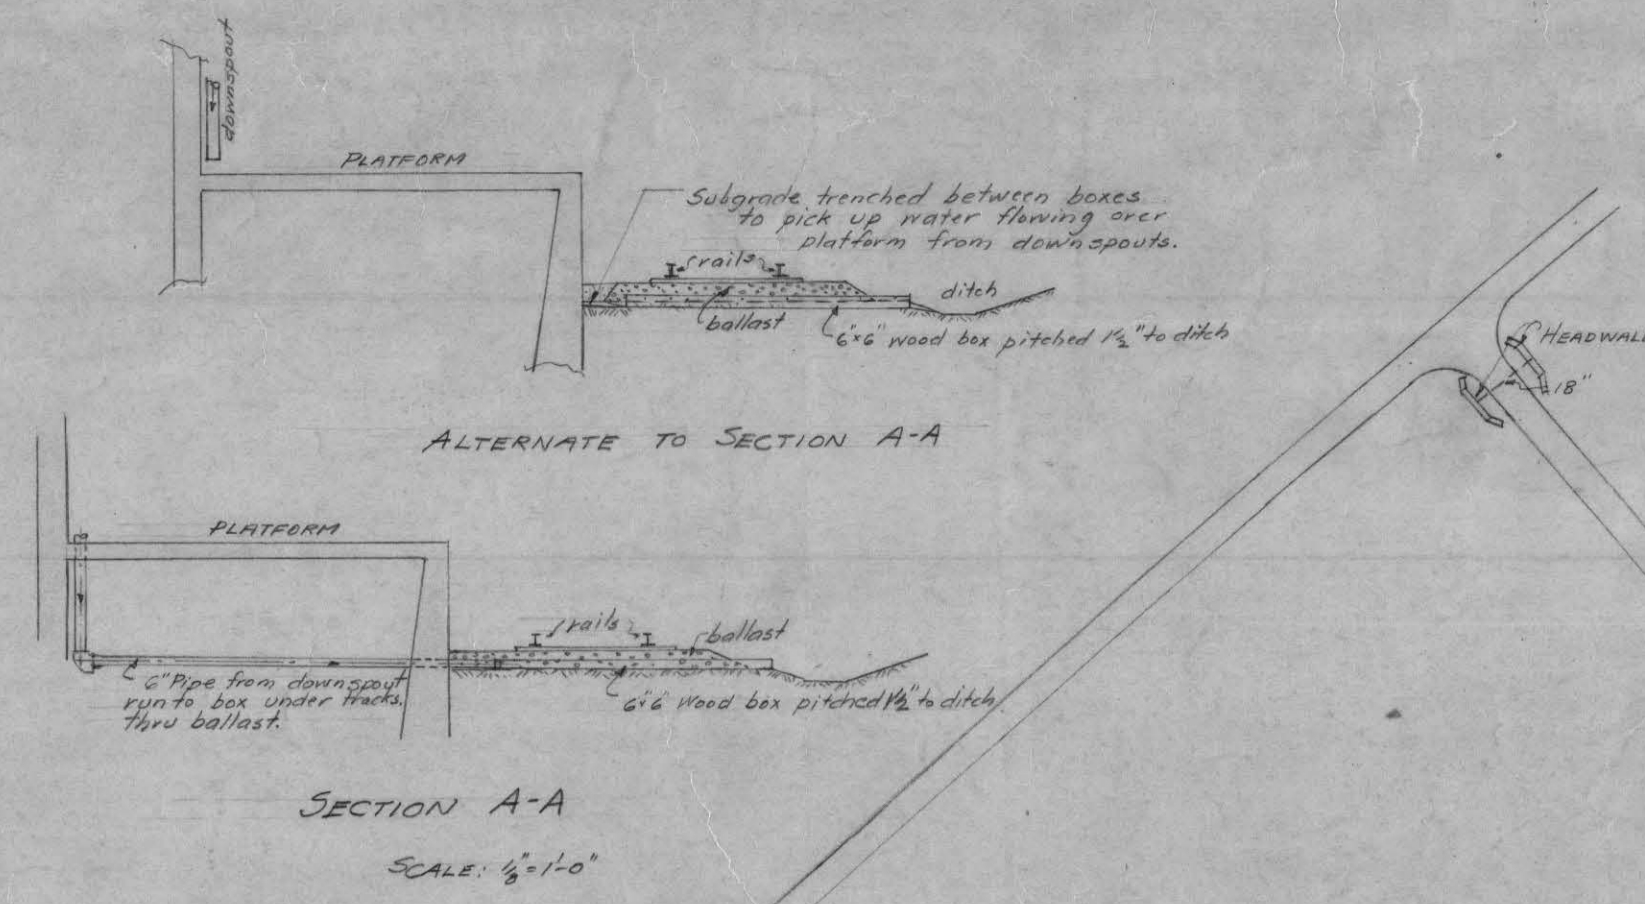 downspout
PLATFORM
Subgrade trenched between boxes
to pick up water flowing over
platform from downspouts.
rails
ditch
ballast
6"x6" wood box pitched 1½" to ditch
HEADWALL
18"
ALTERNATE TO SECTION A-A
PLATFORM
rails
ballast
6"Pipe from downspout
run to box under tracks.
thru ballast.
6"x6" Wood box pitched 1½" to ditch
SECTION A-A
SCALE: ⅛"=1'-0"